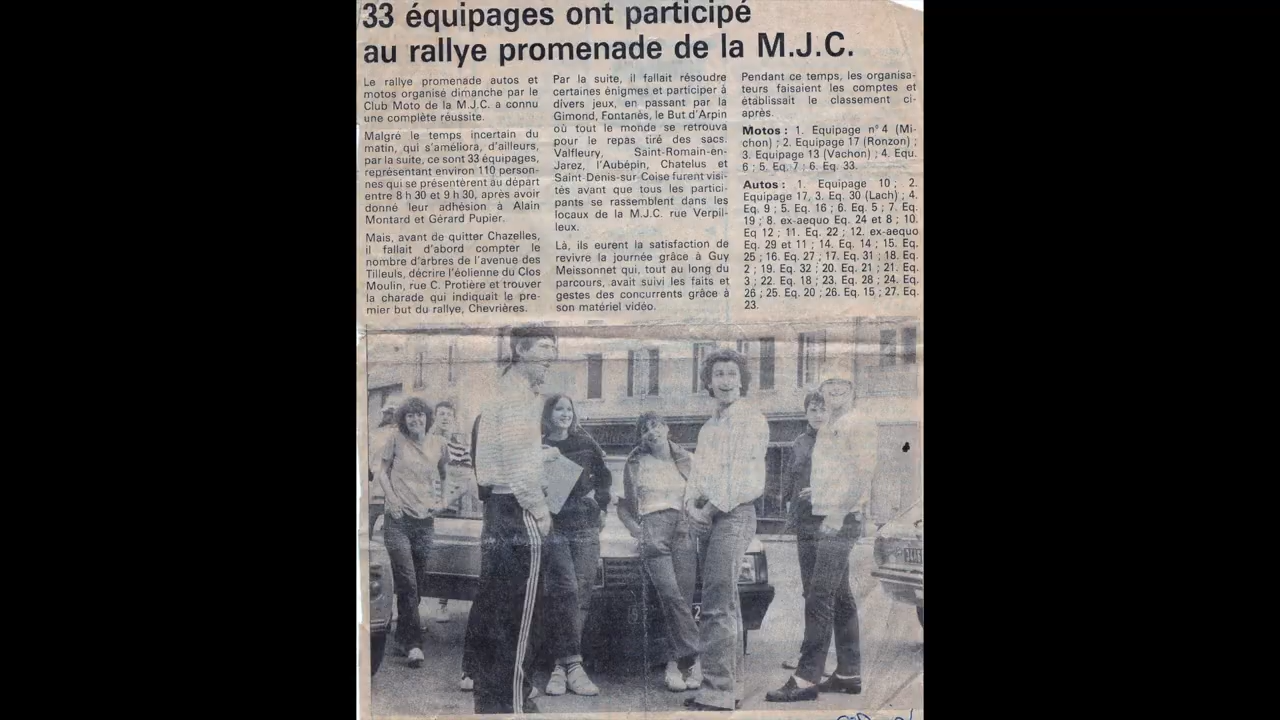 33 équipages ont participé
au rallye promenade de la M.J.C.
Le rallye promenade autos et
motos organisé dimanche par le
Club Moto de la M.J.C. a connu
une complète réussite.
Malgré le temps incertain du
matin, qui s'améliora, d'ailleurs,
par la suite, ce sont 33 équipages,
représentant environ 110 person-
nes qui se présentèrent au départ
entre 8 h 30 et 9 h 30, après avoir
donné leur adhésion à Alain
Montard et Gérard Pupier.
Mais, avant de quitter Chazelles,
il fallait d'abord compter le
nombre d'arbres de l'avenue des
Tilleuls, décrire l'éolienne du Clos
Moulin, rue C. Protière et trouver
la charade qui indiquait le pre-
mier but du rallye, Chevrières.
Par la suite, il fallait résoudre
certaines énigmes et participer à
divers jeux, en passant par la
Gimond, Fontanès, le But d'Arpin
où tout le monde se retrouva
pour le repas tiré des sacs.
Valfleury, Saint-Romain-en-
Jarez, l'Aubépin, Chatelus et
Saint-Denis-sur Coise furent visi-
tés avant que tous les partici-
pants se rassemblent dans les
locaux de la M.J.C. rue Verpil-
leux.
Là, ils eurent la satisfaction de
revivre la journée grâce à Guy
Meissonnet qui, tout au long du
parcours, avait suivi les faits et
gestes des concurrents grâce à
son matériel vidéo.
Pendant ce temps, les organisa-
teurs faisaient les comptes et
établissait le classement ci-
après.
Motos : 1. Equipage n° 4 (Mi-
chon) ; 2. Equipage 17 (Ronzon) ;
3. Equipage 13 (Vachon) ; 4. Equ.
6 ; 5. Eq. 7 ; 6. Eq. 33.
Autos : 1. Equipage 10 ; 2.
Equipage 17, 3. Eq. 30 (Lach) ; 4.
Eq. 9 ; 5. Eq. 16 ; 6. Eq. 5 ; 7. Eq.
19 ; 8. ex-aequo Eq. 24 et 8 ; 10.
Eq 12 ; 11. Eq. 22 ; 12. ex-aequo
Eq. 29 et 11 ; 14. Eq. 14 ; 15. Eq.
25 ; 16. Eq. 27 ; 17. Eq. 31 ; 18. Eq.
2 ; 19. Eq. 32 ; 20. Eq. 21 ; 21. Eq.
3 ; 22. Eq. 18 ; 23. Eq. 28 ; 24. Eq.
26 ; 25. Eq. 20 ; 26. Eq. 15 ; 27. Eq.
23.